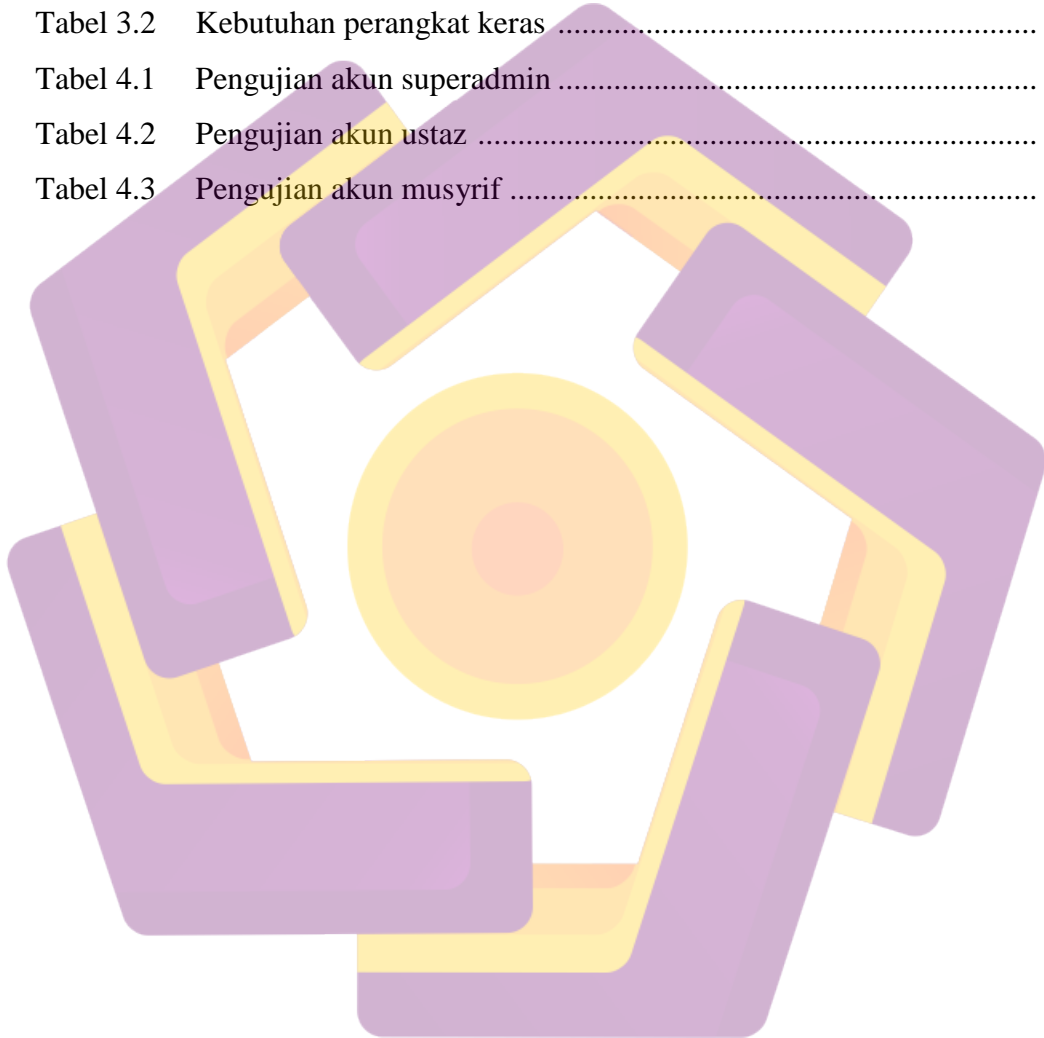 Tabel 3.2 Kebutuhan perangkat keras ............................................................
Tabel 4.1 Pengujian akun superadmin ............................................................
Tabel 4.2 Pengujian akun ustaz ......................................................................
Tabel 4.3 Pengujian akun musyrif ..................................................................